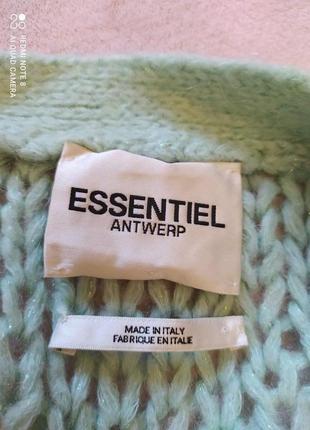 REDMI NOTE 8
AI QUAD CAMERA
ESSENTIEL
ANTWERP
MADE IN ITALY
FABRIQUE EN ITALIE